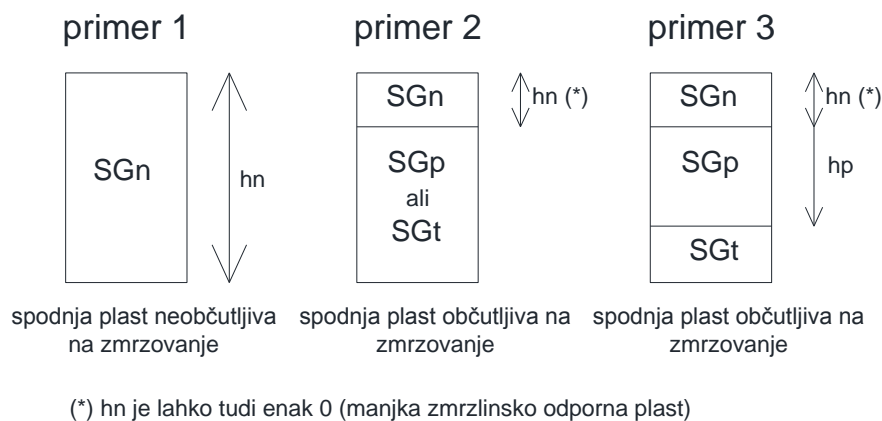 primer 1
SGn
hn
spodnja plast neobčutljiva
na zmrzovanje
primer 2
SGn
hn (*)
SGp
ali
SGt
spodnja plast občutljiva na
zmrzovanje
primer 3
SGn
hn (*)
SGp
hp
SGt
spodnja plast občutljiva na
zmrzovanje
(*) hn je lahko tudi enak 0 (manjka zmrzlinsko odporna plast)